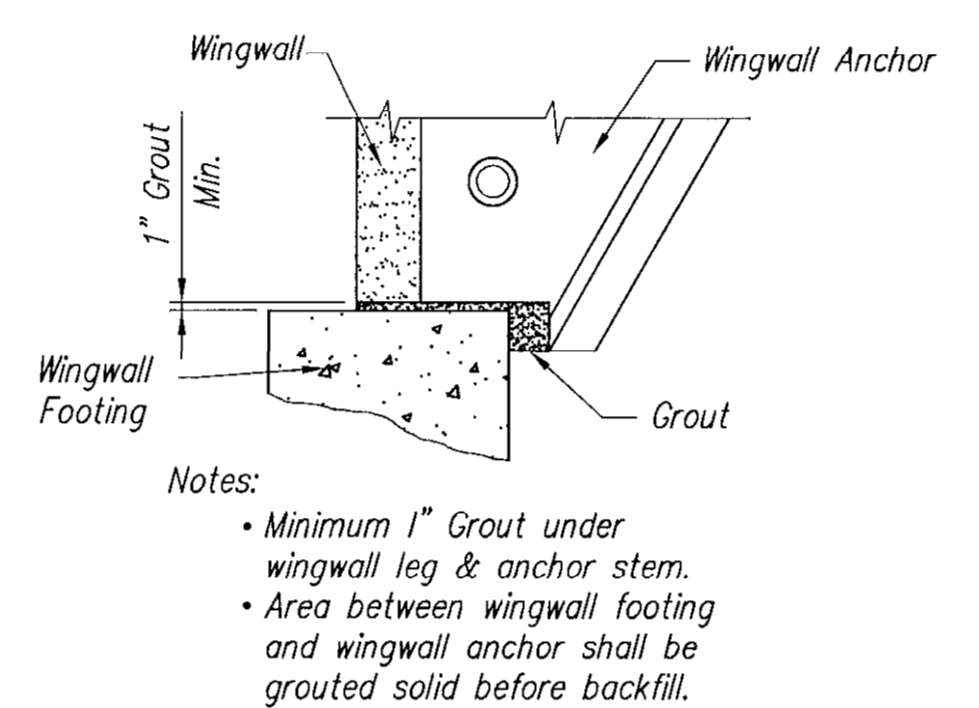 Wingwall
Wingwall Anchor
1" Grout
Min.
Wingwall
Footing
Grout
Notes:
• Minimum 1" Grout under
wingwall leg & anchor stem.
• Area between wingwall footing
and wingwall anchor shall be
grouted solid before backfill.